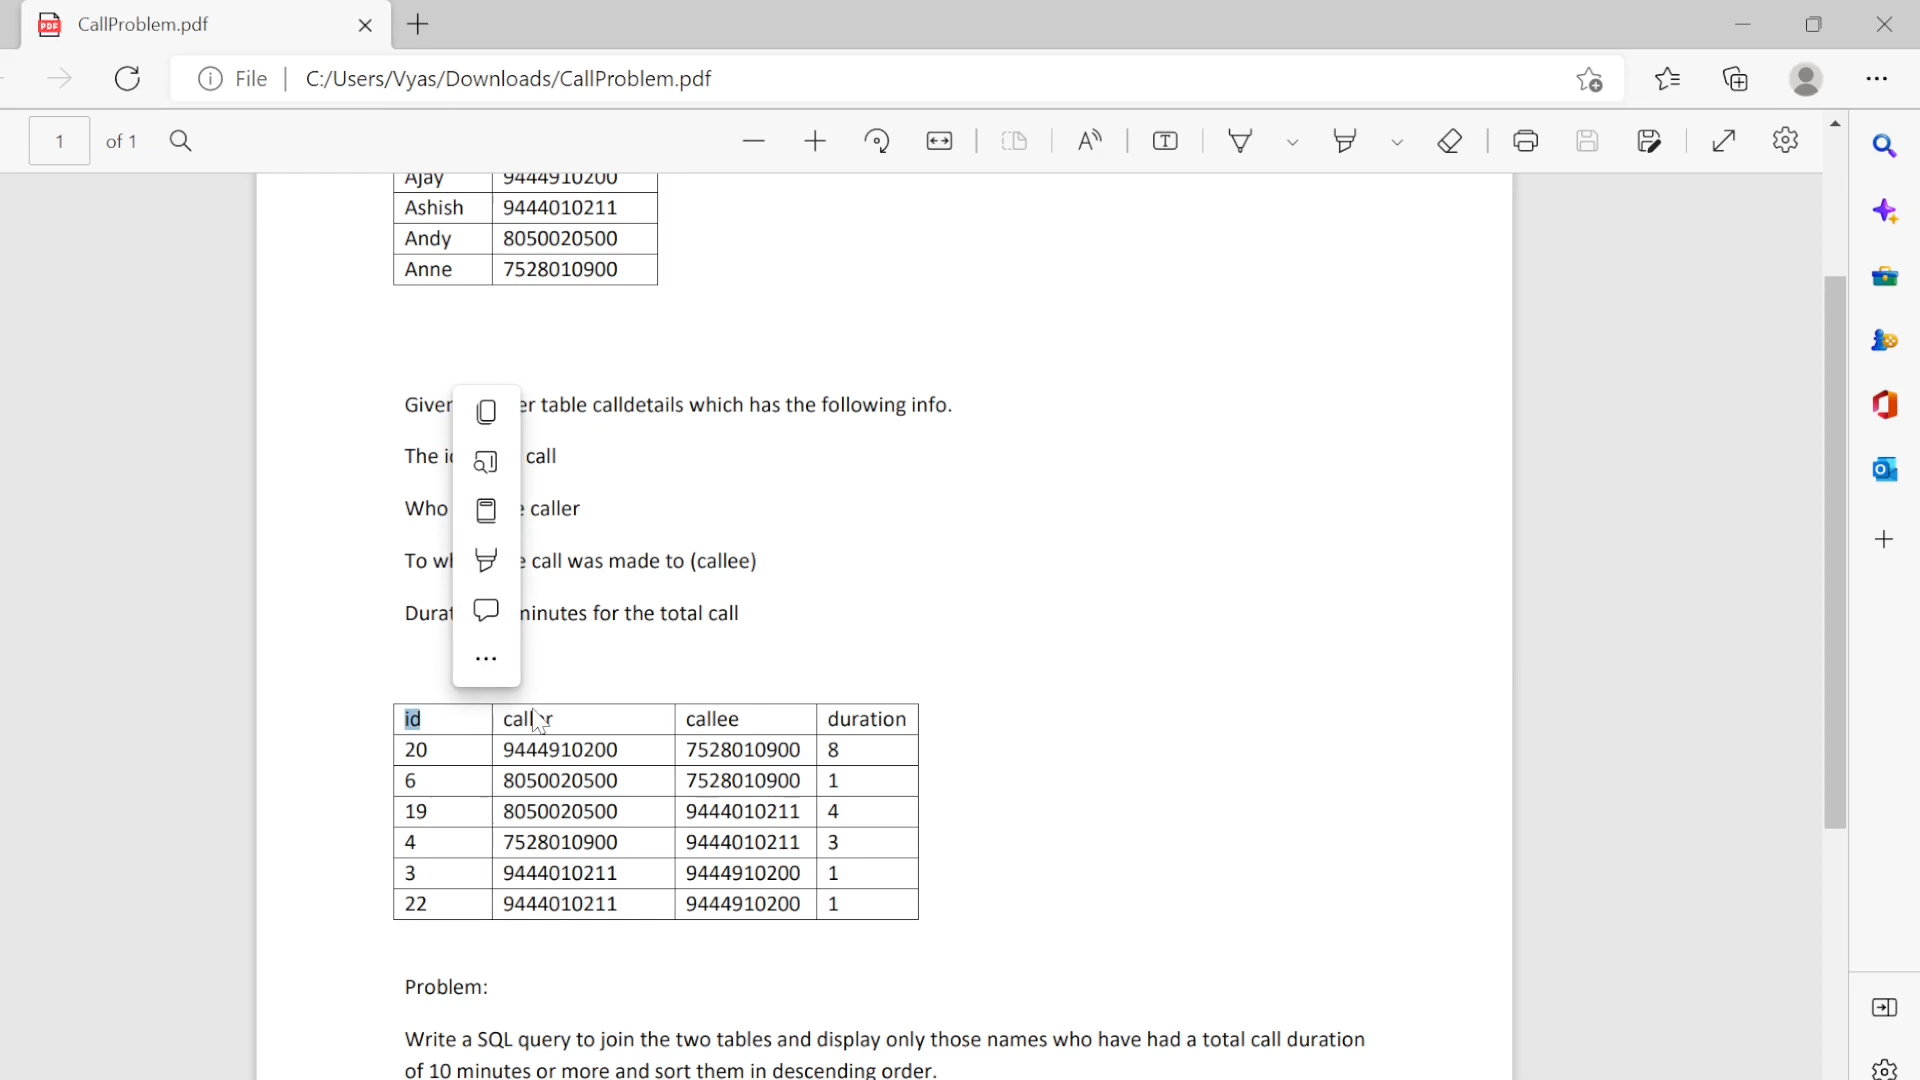 CallProblem.pdf
File C:/Users/Vyas/Downloads/CallProblem.pdf
1 of 1
Ajay 9444910200
Ashish 9444010211
Andy 8050020500
Anne 7528010900
table calldetails which has the following info.
The call
Who caller
To call was made to (callee)
for the total call
id caller callee duration
20 9444910200 7528010900 8
6 8050020500 7528010900 1
19 8050020500 9444010211 4
4 7528010900 9444010211 3
3 9444010211 9444910200 1
22 9444010211 9444910200 1
Problem:
Write a SQL query to join the two tables and display only those names who have had a total call duration
of 10 minutes or more and sort them in descending order.